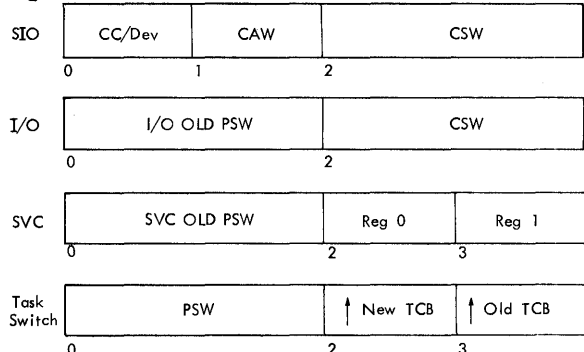 SIO CC/Dev CAW CSW
0 1 2
I/O I/O OLD PSW CSW
0 2
SVC SVC OLD PSW Reg 0 Reg 1
0 2 3
Task
Switch
PSW ↑ New TCB ↑ Old TCB
0 2 3